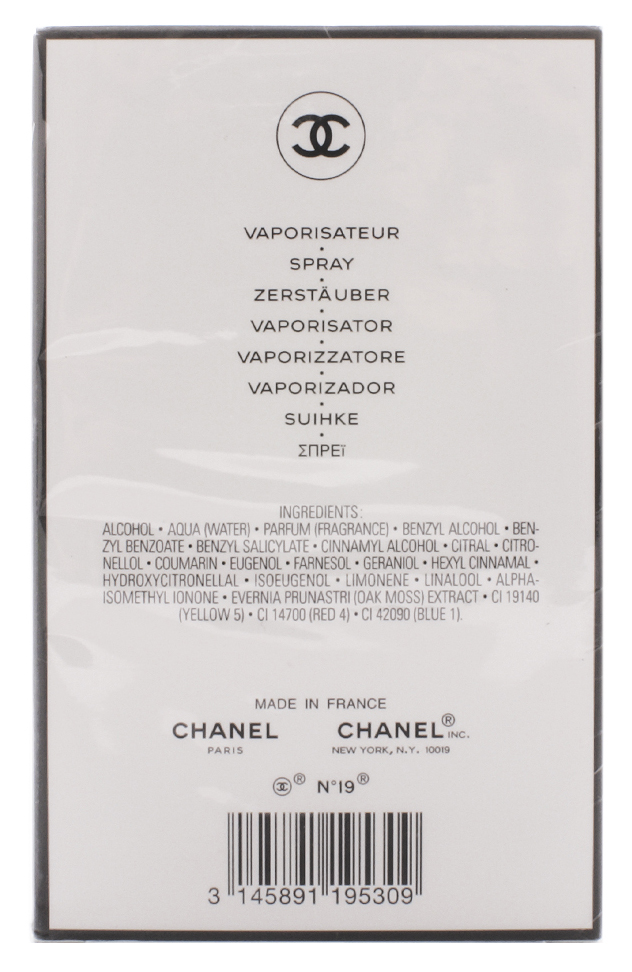 VAPORISATEUR
•
SPRAY
•
ZERSTÄUBER
•
VAPORISATOR
•
VAPORIZZATORE
•
VAPORIZADOR
•
SUIHKE
•
ΣΠΡΕϊ
INGREDIENTS:
ALCOHOL • AQUA (WATER) • PARFUM (FRAGRANCE) • BENZYL ALCOHOL • BEN-
ZYL BENZOATE • BENZYL SALICYLATE • CINNAMYL ALCOHOL • CITRAL • CITRO-
NELLOL • COUMARIN • EUGENOL • FARNESOL • GERANIOL • HEXYL CINNAMAL •
HYDROXYCITRONELLAL • ISOEUGENOL • LIMONENE • LINALOOL • ALPHA-
ISOMETHYL IONONE • EVERNIA PRUNASTRI (OAK MOSS) EXTRACT • CI 19140
(YELLOW 5) • CI 14700 (RED 4) • CI 42090 (BLUE 1).
MADE IN FRANCE
CHANEL CHANEL® INC.
PARIS NEW YORK, N.Y. 10019
® N°19®
3 145891 195309